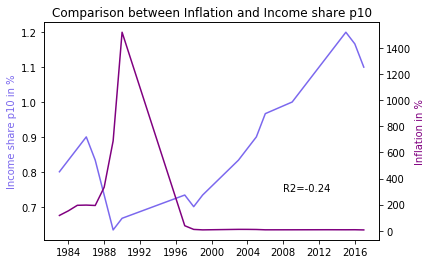 Comparison between Inflation and Income share p10
Income share p10 in %
1.2
1.1
1.0
0.9
0.8
0.7
1400
1200
1000
800
600
400
200
0
Inflation in %
R2=-0.24
1984 1988 1992 1996 2000 2004 2008 2012 2016